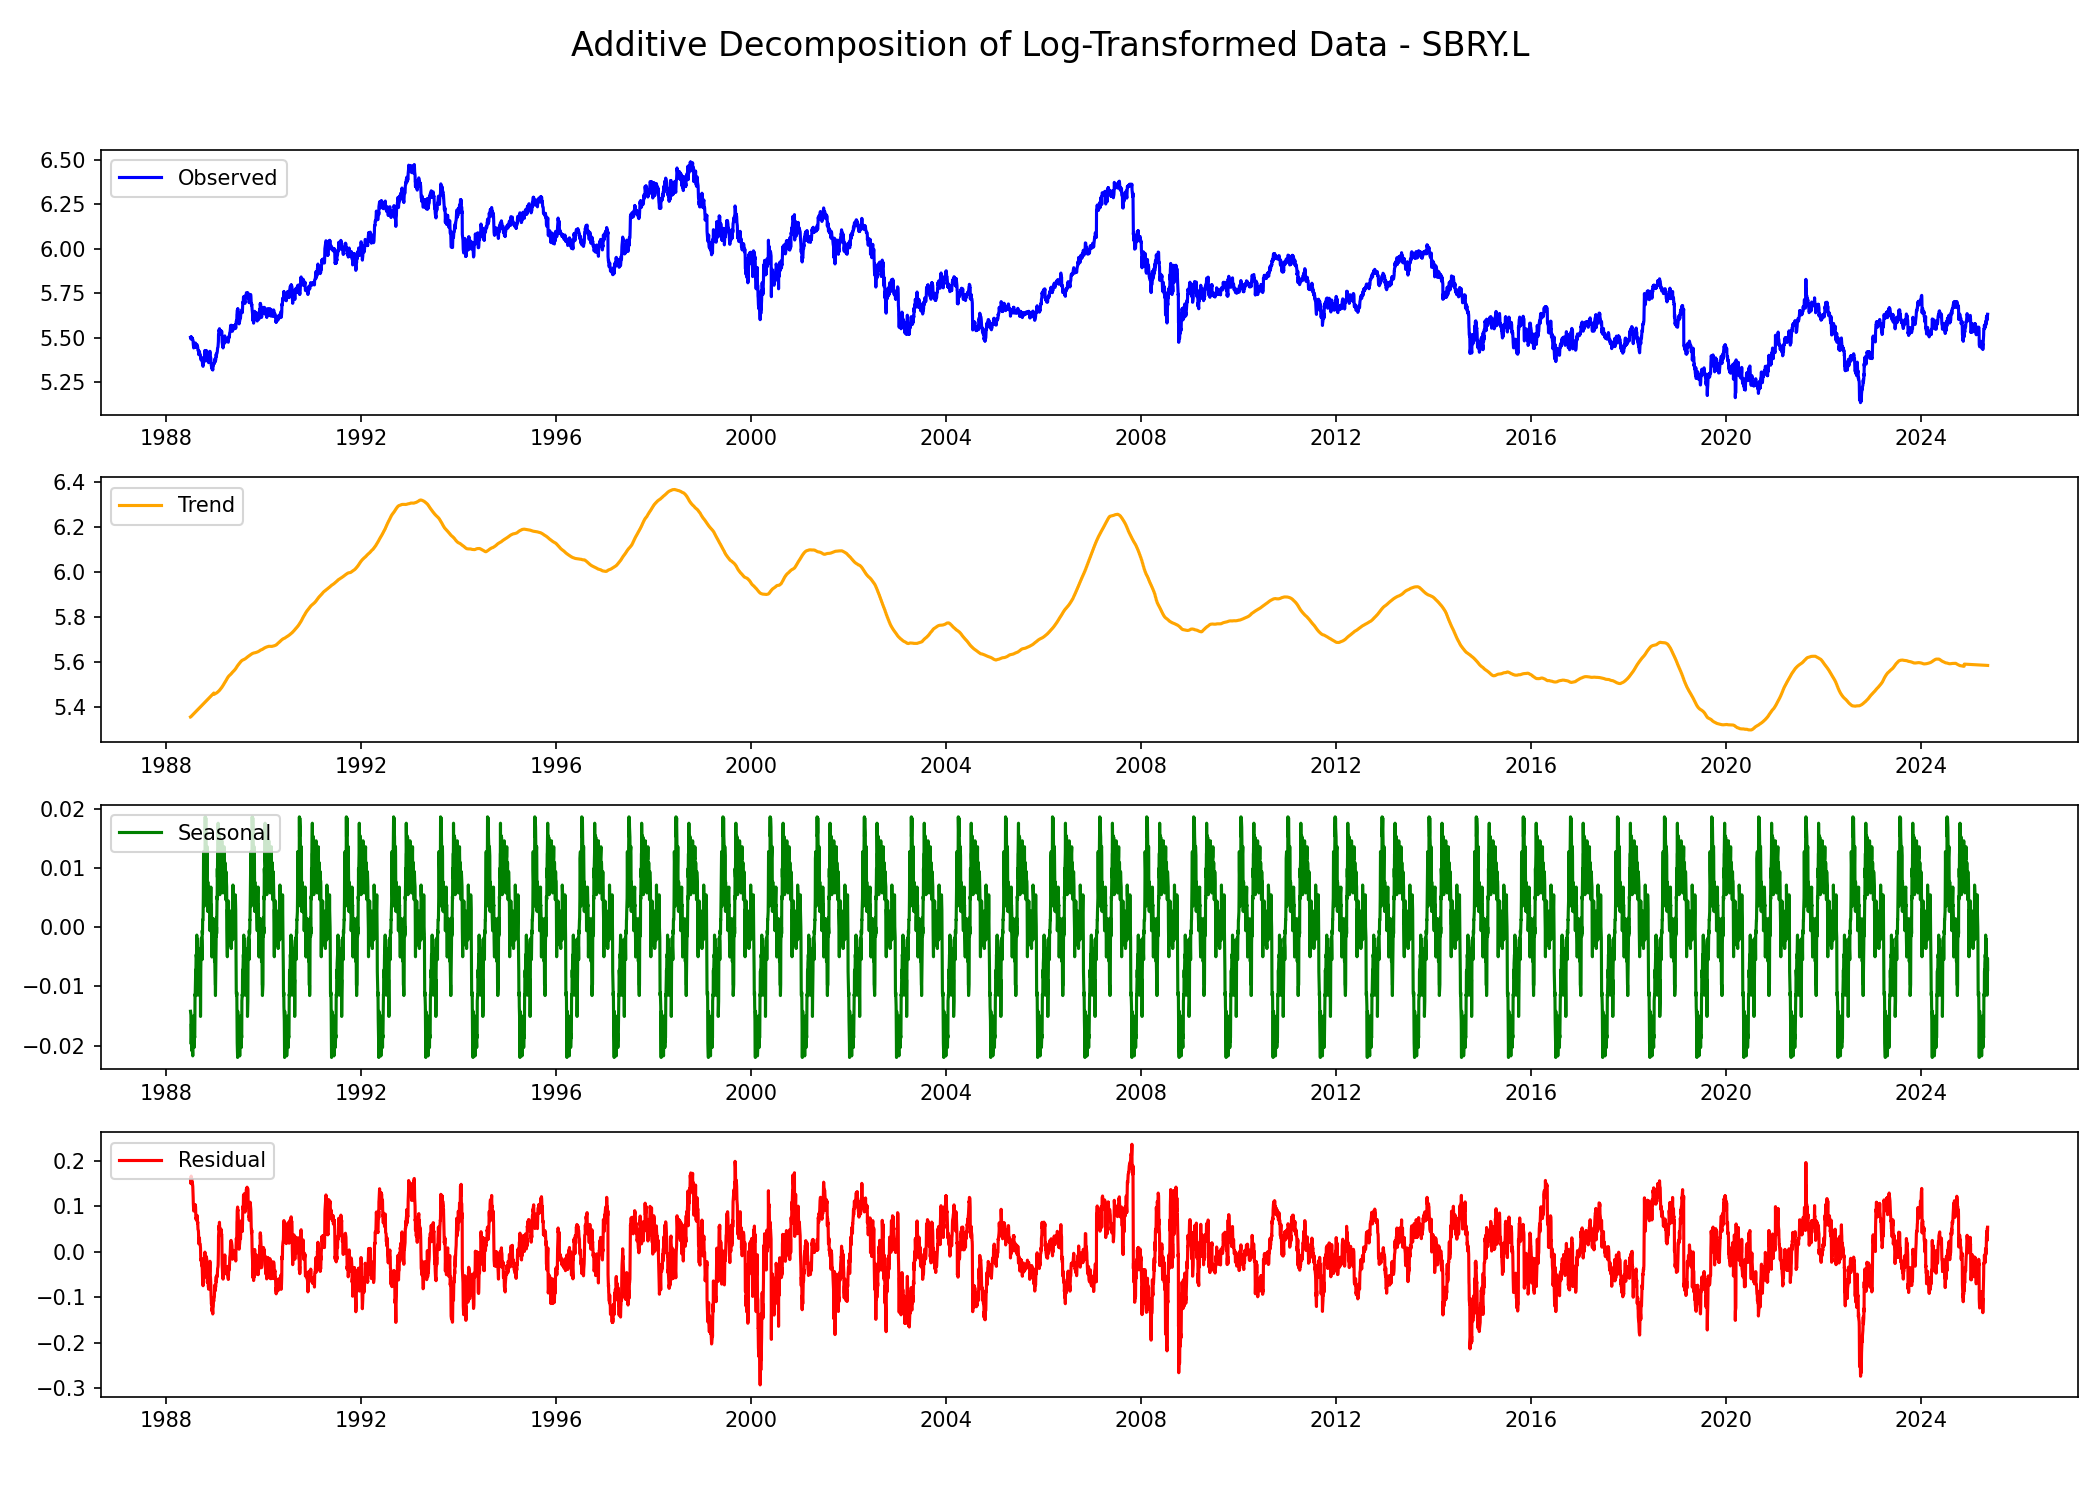 Additive Decomposition of Log-Transformed Data - SBRY.L
6.50
6.25
6.00
5.75
5.50
5.25
Observed
1988 1992 1996 2000 2004 2008 2012 2016 2020 2024
6.4
6.2
6.0
5.8
5.6
5.4
Trend
1988 1992 1996 2000 2004 2008 2012 2016 2020 2024
0.02
0.01
0.00
−0.01
−0.02
Seasonal
1988 1992 1996 2000 2004 2008 2012 2016 2020 2024
0.2
0.1
0.0
−0.1
−0.2
−0.3
Residual
1988 1992 1996 2000 2004 2008 2012 2016 2020 2024